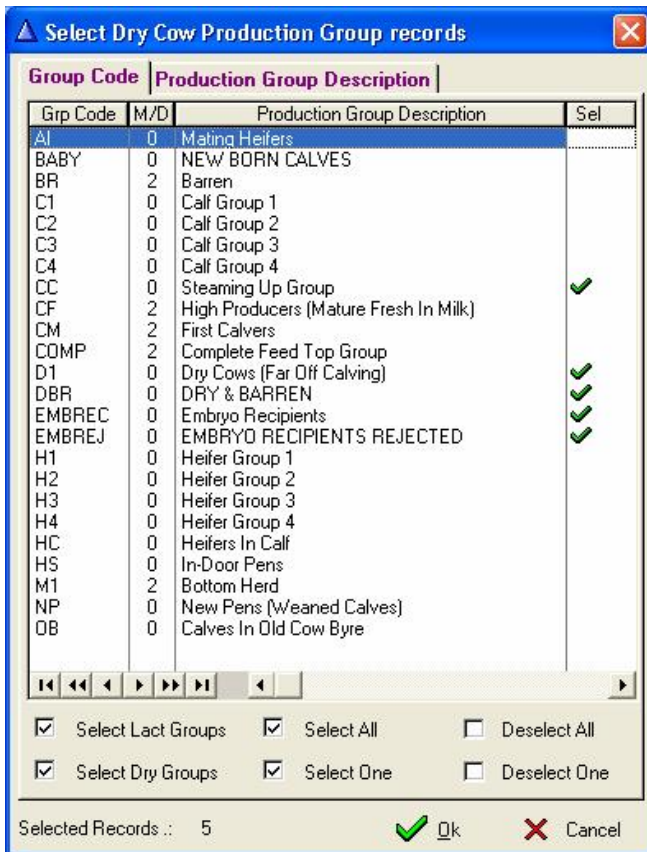 Select Dry Cow Production Group records
Group Code Production Group Description
Grp Code M/D Production Group Description Sel
AI 0 Mating Heifers
BABY 0 NEW BORN CALVES
BR 2 Barren
C1 0 Calf Group 1
C2 0 Calf Group 2
C3 0 Calf Group 3
C4 0 Calf Group 4
CC 0 Steaming Up Group
CF 2 High Producers (Mature Fresh In Milk)
CM 2 First Calvers
COMP 2 Complete Feed Top Group
D1 0 Dry Cows (Far Off Calving)
DBR 0 DRY & BARREN
EMBREC 0 Embryo Recipients
EMBREJ 0 EMBRYO RECIPIENTS REJECTED
H1 0 Heifer Group 1
H2 0 Heifer Group 2
H3 0 Heifer Group 3
H4 0 Heifer Group 4
HC 0 Heifers In Calf
HS 0 In-Door Pens
M1 2 Bottom Herd
NP 0 New Pens (Weaned Calves)
OB 0 Calves In Old Cow Byre
Select Lact Groups Select All Deselect All
Select Dry Groups Select One Deselect One
Selected Records .: 5 Ok Cancel